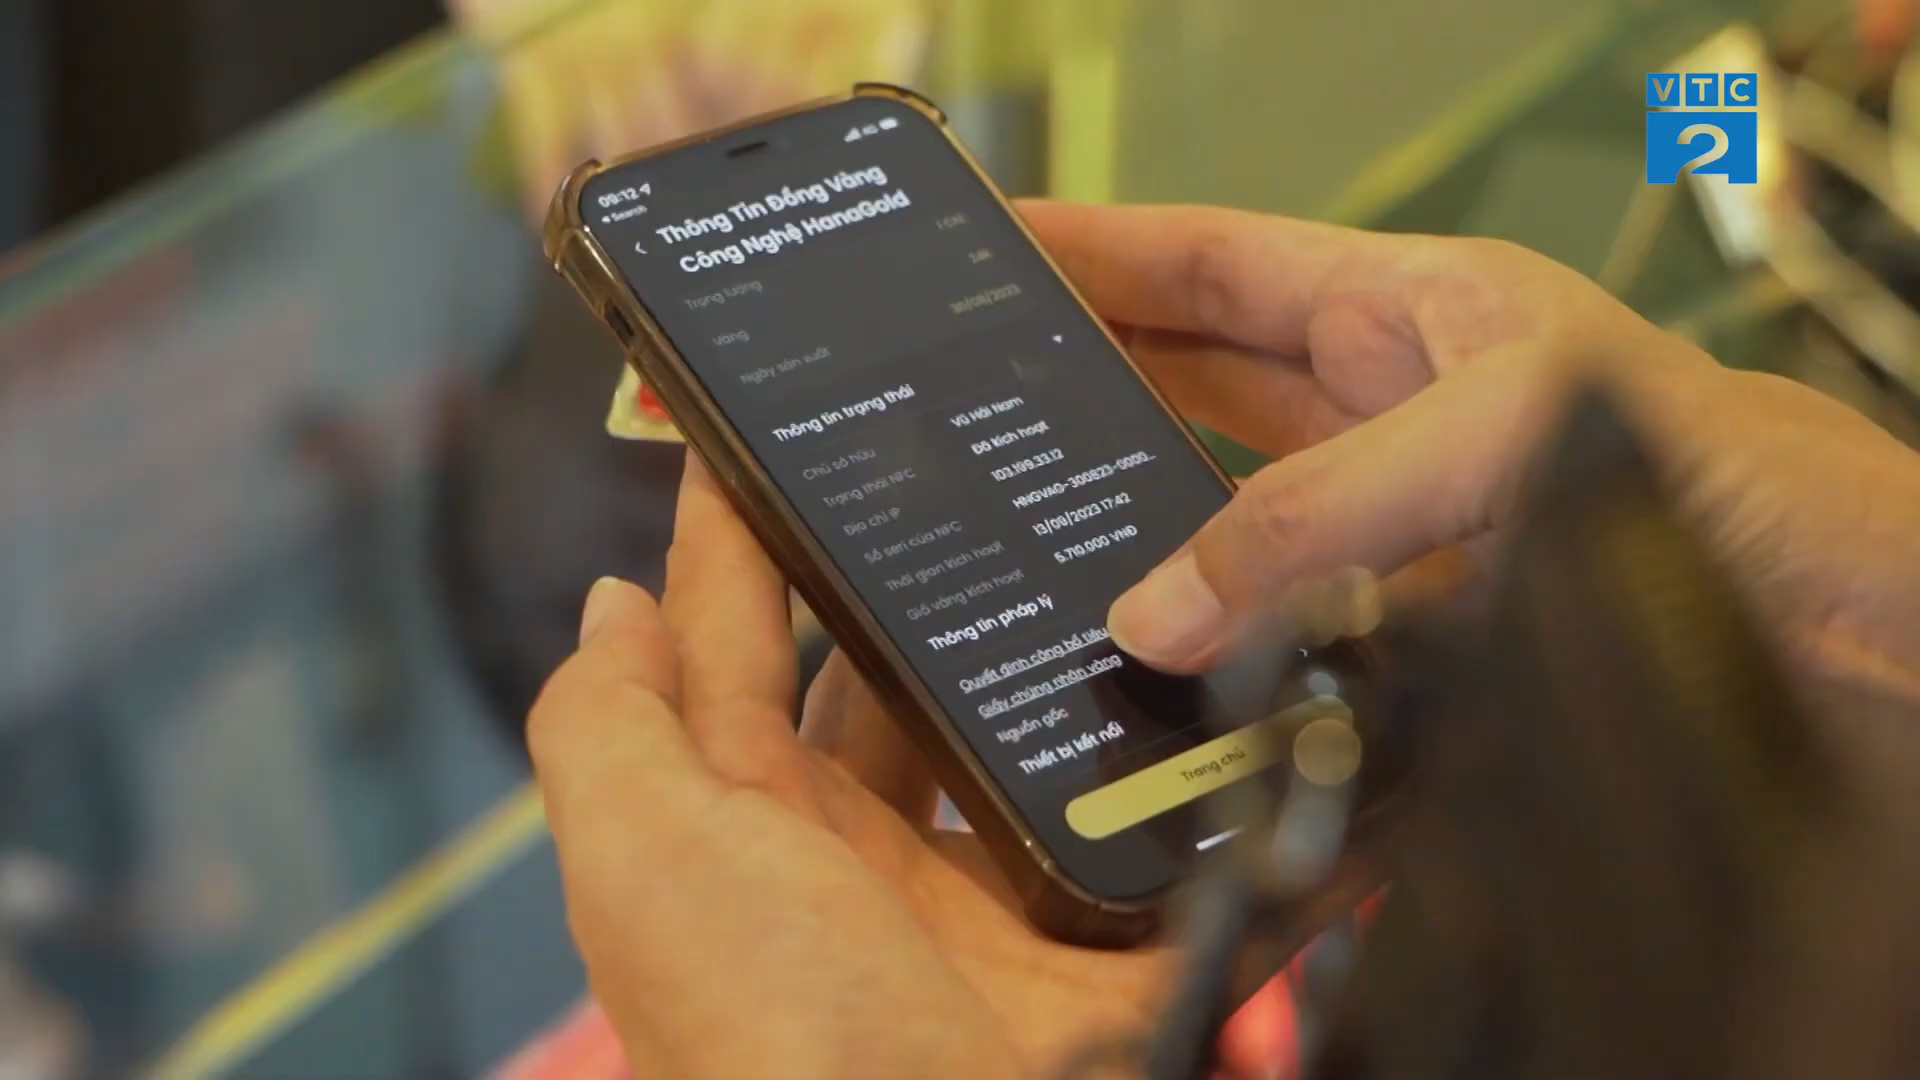 VTC
2
09:12
Search
Thông Tin Đồng Vàng
Công Nghệ HanaGold
Trọng lượng 1 Chỉ
Vàng 24K
Ngày sản xuất 30/08/2023
Thông tin trạng thái
Chủ sở hữu Vũ Hải Nam
Trạng thái NFC Đã kích hoạt
Địa chỉ IP 103.199.33.12
Số seri của NFC HNGVAG-300823-0000...
Thời gian kích hoạt 13/09/2023 17:42
Giá vàng kích hoạt 5.710.000 VNĐ
Thông tin pháp lý
Quyết định công bố tiêu
Giấy chứng nhận vàng
Nguồn gốc
Thiết bị kết nối
Trang chủ